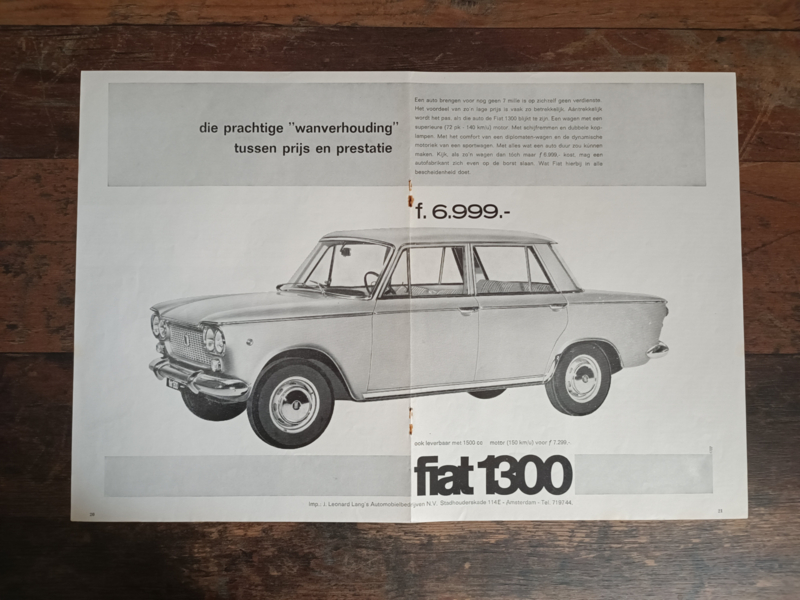 die prachtige "wanverhouding"
tussen prijs en prestatie
Een auto brengen voor nog geen 7 mille is op zichzelf geen verdienste.
Het voordeel van zo'n lage prijs is vaak zo betrekkelijk. Aantrekkelijk
wordt het pas, als die auto de Fiat 1300 blijkt te zijn. Een wagen met een
superieure (72 pk - 140 km/u) motor. Met schijfremmen en dubbele kop-
lampen. Met het comfort van een diplomaten-wagen en de dynamische
motoriek van een sportwagen. Met alles wat een auto duur zou kunnen
maken. Kijk, als zo'n wagen dan tóch maar ƒ 6.999,- kost, mag een
autofabrikant zich even op de borst slaan. Wat Fiat hierbij in alle
bescheidenheid doet.
f. 6.999.-
ook leverbaar met 1500 cc motor (150 km/u) voor ƒ 7.299,-
fiat 1300
Imp.: J. Leonard Lang's Automobielbedrijven N.V. Stadhouderskade 114E - Amsterdam - Tel. 719244